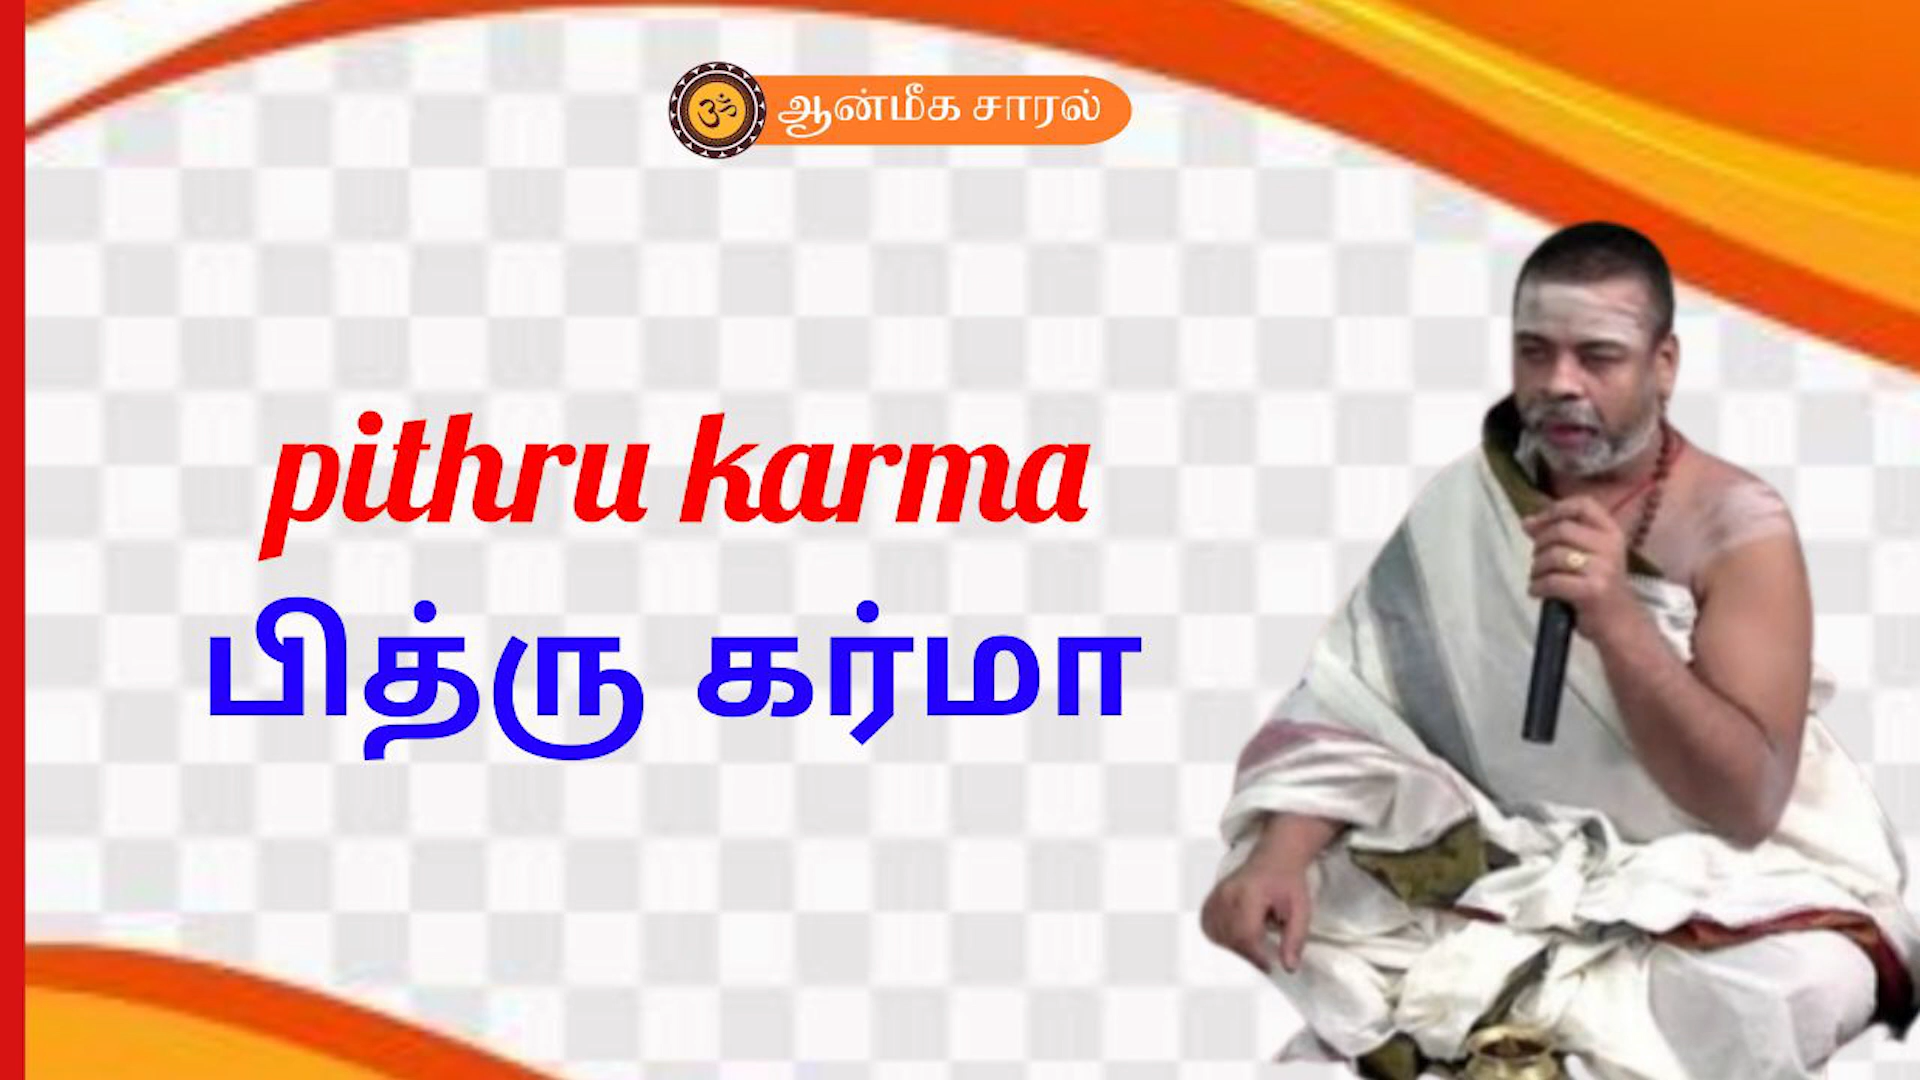 ஆன்மீக சாரல்
pithru karma
பித்ரு கர்மா